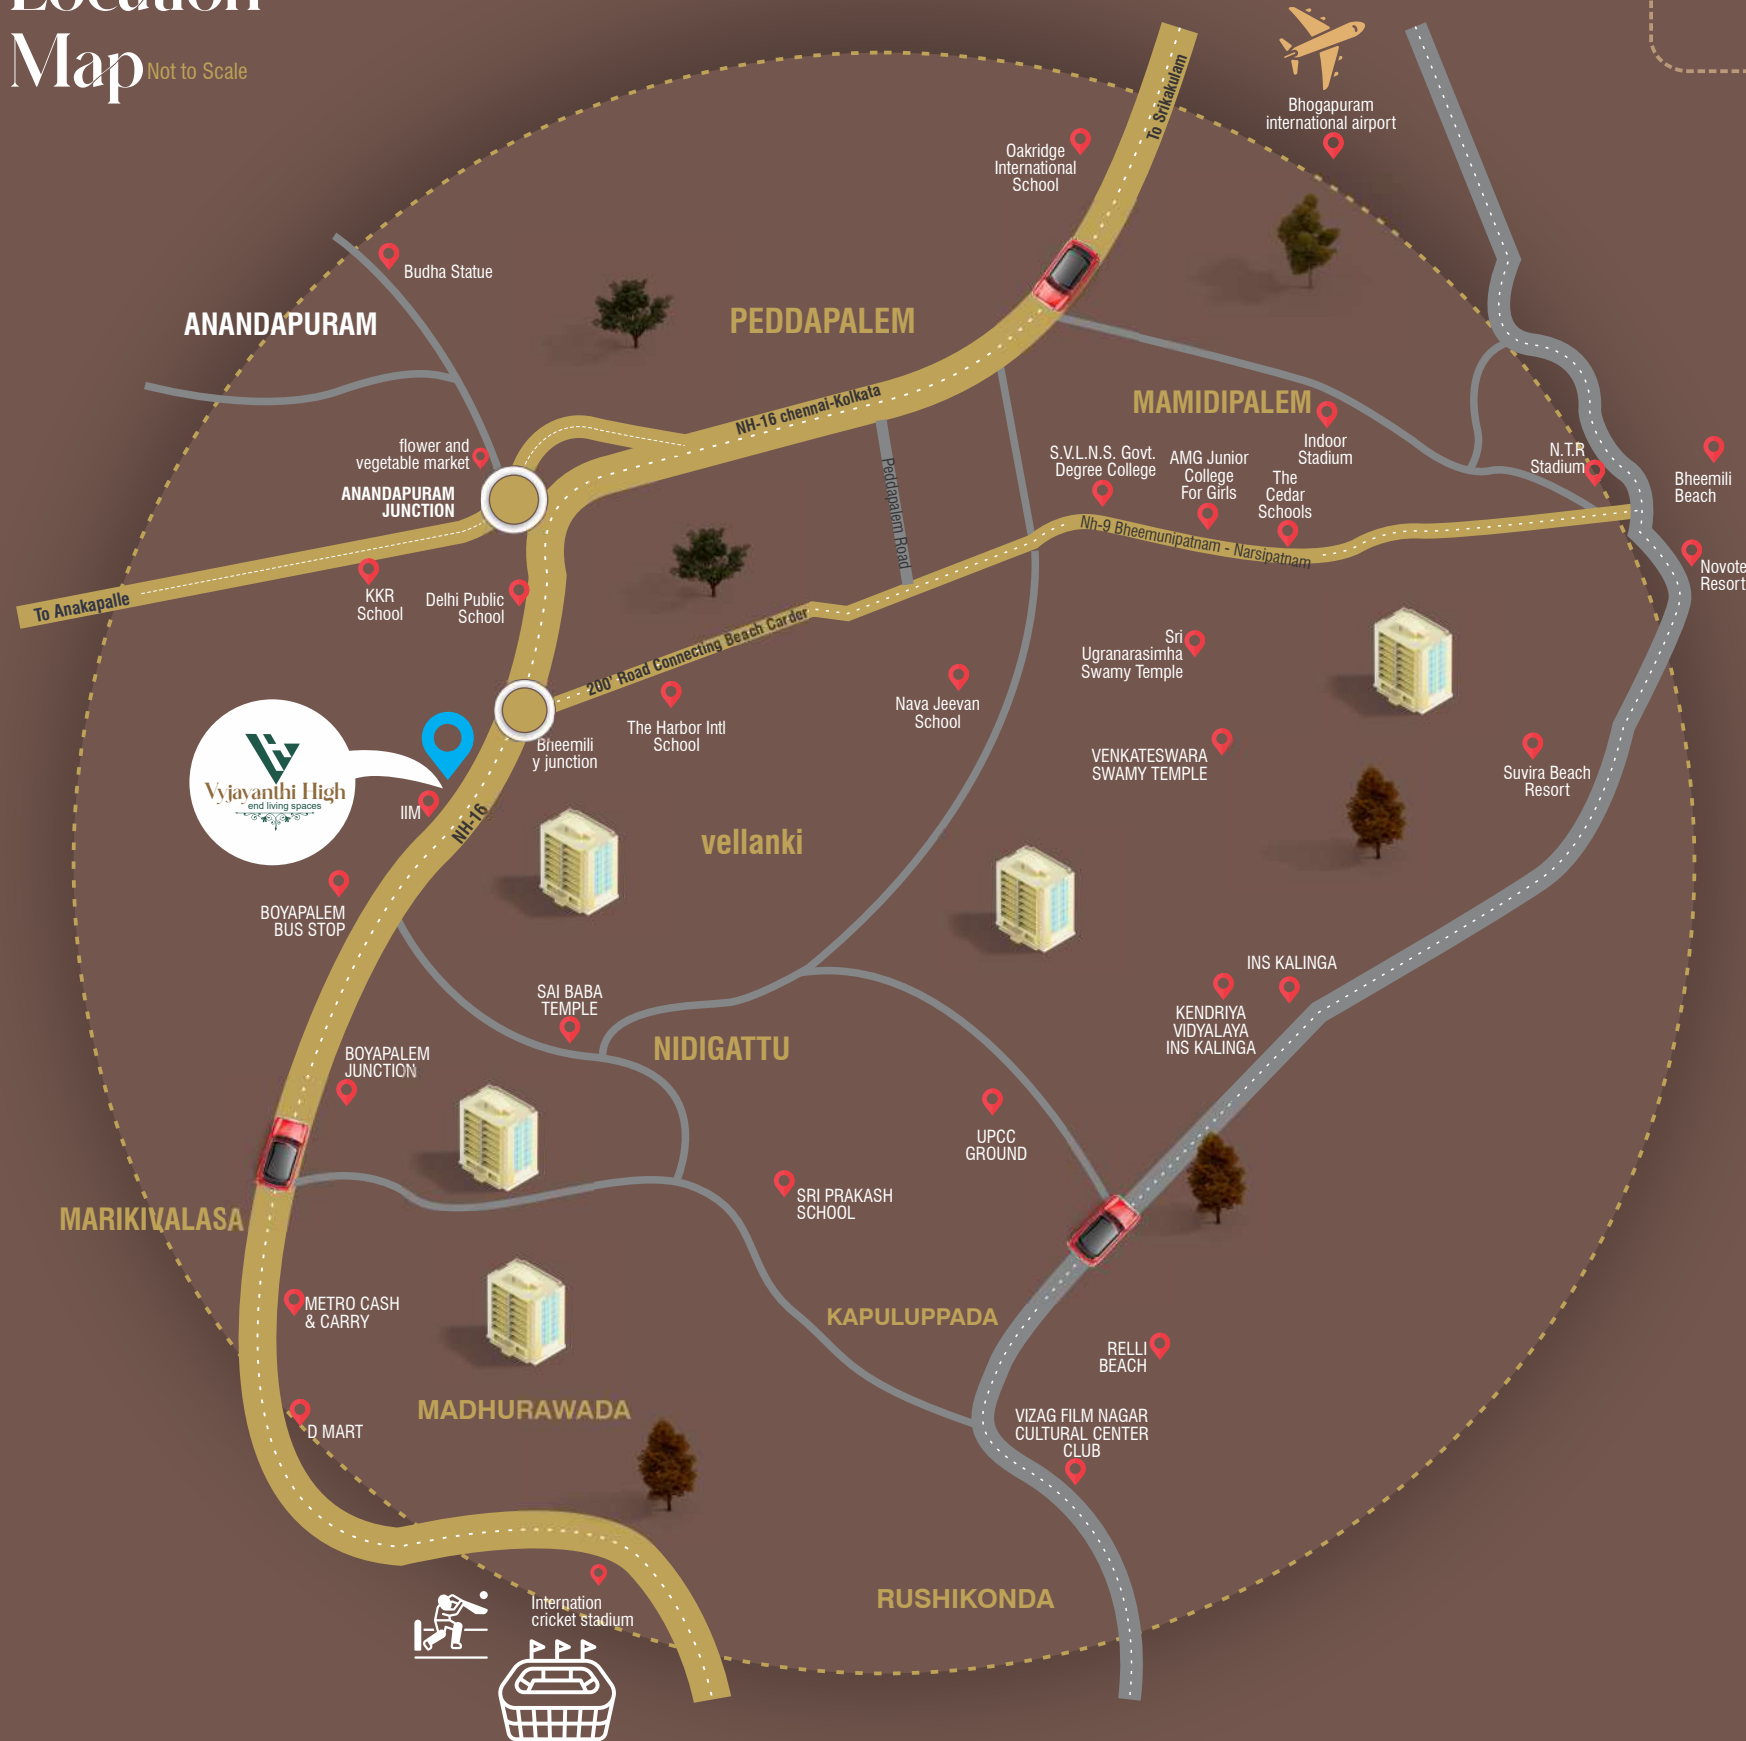 Location
Map
Not to Scale
To Srikakulam
Bhogapuram
international airport
Oakridge
International
School
Budha Statue
ANANDAPURAM
PEDDAPALEM
NH-16 chennai-Kolkata
MAMIDIPALEM
Indoor
Stadium
flower and
vegetable market
ANANDAPURAM
JUNCTION
Peddapalem Road
S.V.L.N.S. Govt.
Degree College
AMG Junior
College
For Girls
The
Cedar
Schools
N.T.R
Stadium
Bheemili
Beach
Nh-9 Bheemunipatnam - Narsipatnam
Novote
Resort
To Anakapalle
KKR
School
Delhi Public
School
200' Road Connecting Beach Carder
Sri
Ugranarasimha
Swamy Temple
The Harbor Intl
School
Nava Jeevan
School
Bheemili
y junction
VENKATESWARA
SWAMY TEMPLE
Suvira Beach
Resort
Vyjayanthi High
end living spaces
IIM
NH-16
vellanki
BOYAPALEM
BUS STOP
INS KALINGA
KENDRIYA
VIDYALAYA
INS KALINGA
SAI BABA
TEMPLE
NIDIGATTU
BOYAPALEM
JUNCTION
UPCC
GROUND
SRI PRAKASH
SCHOOL
MARIKIVALASA
METRO CASH
& CARRY
KAPULUPPADA
RELLI
BEACH
MADHURAWADA
D MART
VIZAG FILM NAGAR
CULTURAL CENTER
CLUB
RUSHIKONDA
Internation
cricket stadium